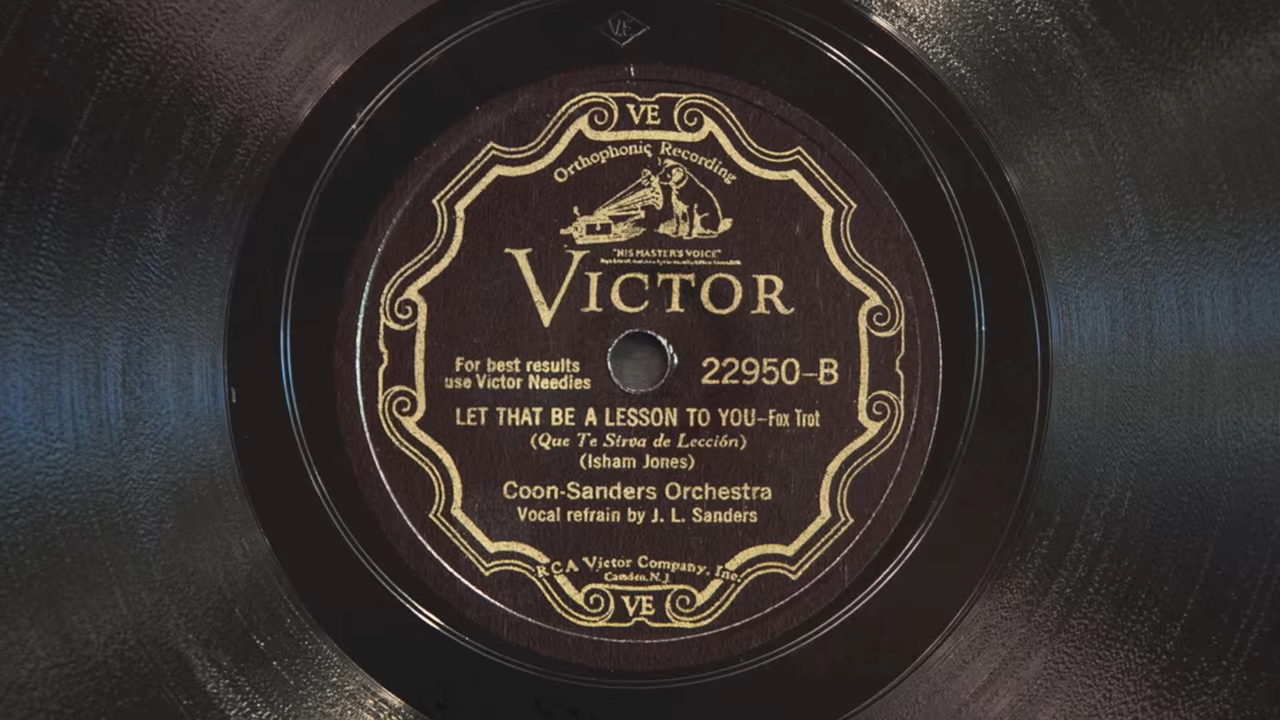 VE
VE
Orthophonic Recording
"HIS MASTER'S VOICE"
VICTOR
For best results
use Victor Needles
22950-B
LET THAT BE A LESSON TO YOU-Fox Trot
(Que Te Sirva de Lección)
(Isham Jones)
Coon-Sanders Orchestra
Vocal refrain by J. L. Sanders
RCA Victor Company, Inc.
Camden, N. J.
VE